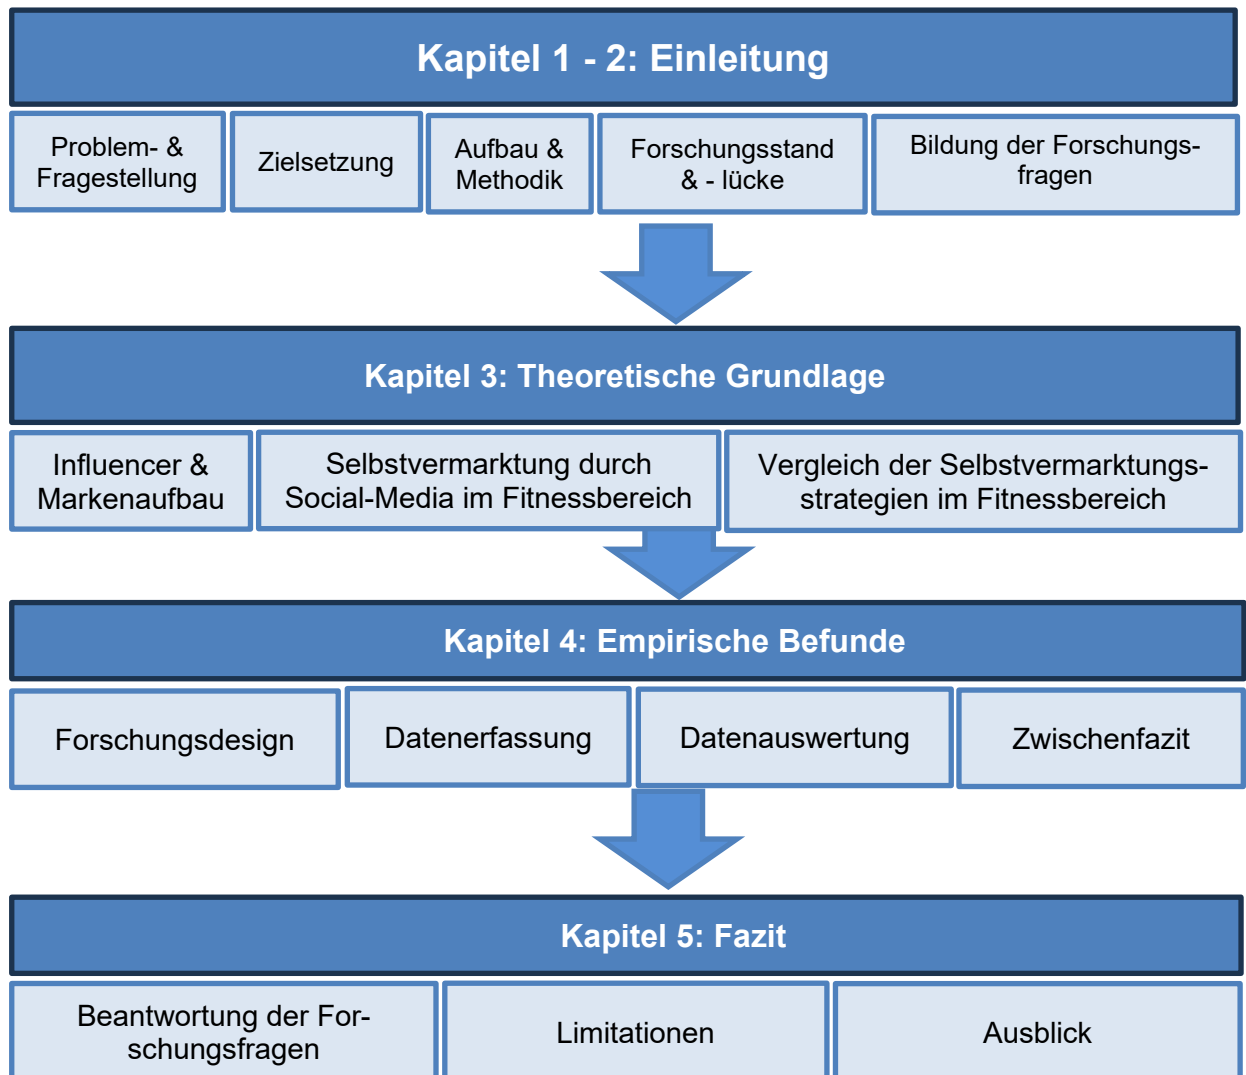 Kapitel 1 - 2: Einleitung
Problem- &
Fragestellung
Zielsetzung
Aufbau &
Methodik
Forschungsstand
& - lücke
Bildung der Forschungs-
fragen
Kapitel 3: Theoretische Grundlage
Influencer &
Markenaufbau
Selbstvermarktung durch
Social-Media im Fitnessbereich
Vergleich der Selbstvermarktungs-
strategien im Fitnessbereich
Kapitel 4: Empirische Befunde
Forschungsdesign
Datenerfassung
Datenauswertung
Zwischenfazit
Kapitel 5: Fazit
Beantwortung der For-
schungsfragen
Limitationen
Ausblick